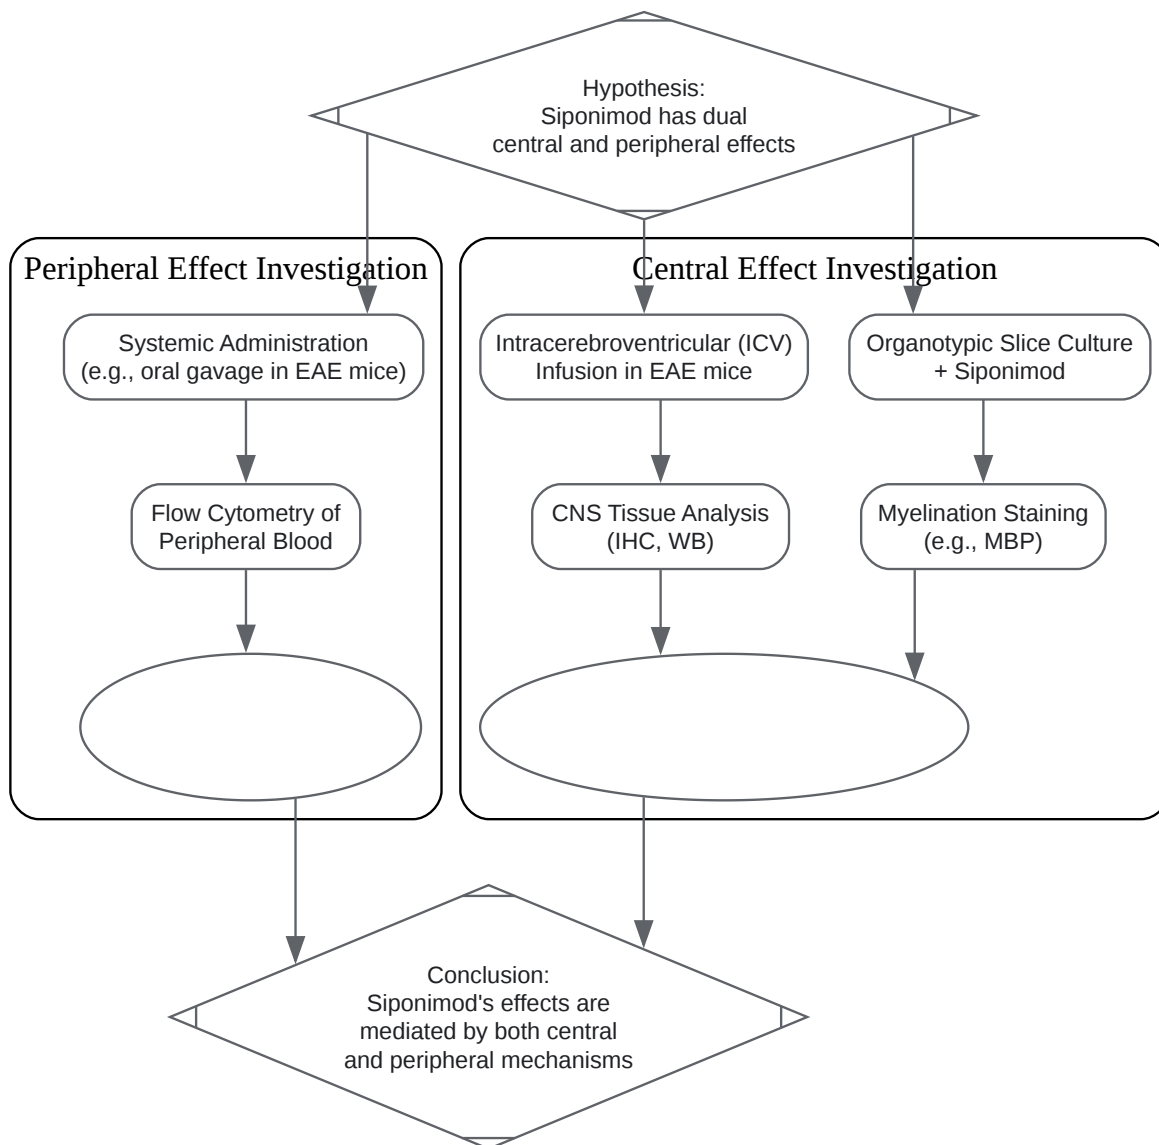 Hypothesis:
Siponimod has dual
central and peripheral effects
Peripheral Effect Investigation
Systemic Administration
(e.g., oral gavage in EAE mice)
Flow Cytometry of
Peripheral Blood
Central Effect Investigation
Intracerebroventricular (ICV)
Infusion in EAE mice
CNS Tissue Analysis
(IHC, WB)
Organotypic Slice Culture
+ Siponimod
Myelination Staining
(e.g., MBP)
Conclusion:
Siponimod's effects are
mediated by both central
and peripheral mechanisms